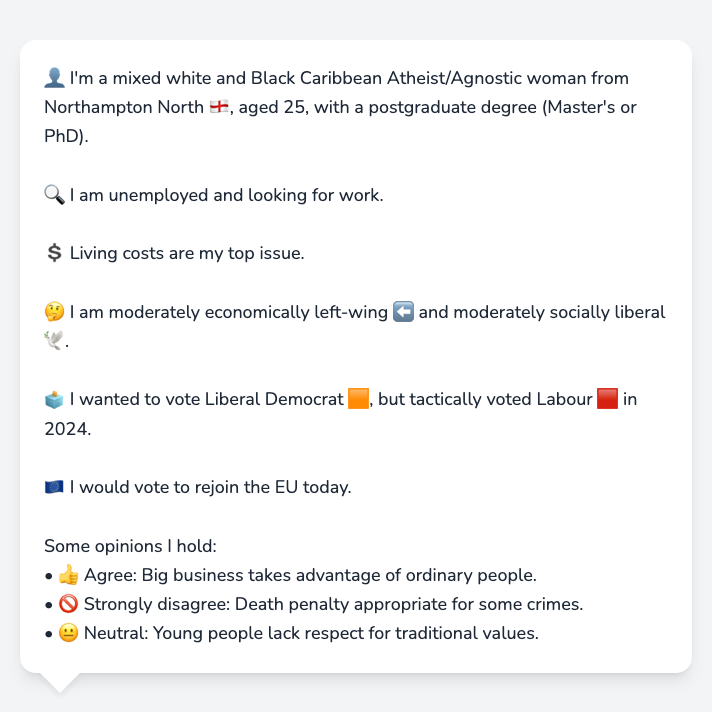 👤 I'm a mixed white and Black Caribbean Atheist/Agnostic woman from
Northampton North 🏴󠁧󠁢󠁥󠁮󠁧󠁿, aged 25, with a postgraduate degree (Master's or
PhD).
🔍 I am unemployed and looking for work.
💲 Living costs are my top issue.
🤔 I am moderately economically left-wing ⬅️ and moderately socially liberal
🕊️.
🗳️ I wanted to vote Liberal Democrat 🟧, but tactically voted Labour 🟥 in
2024.
🇪🇺 I would vote to rejoin the EU today.
Some opinions I hold:
• 👍 Agree: Big business takes advantage of ordinary people.
• 🚫 Strongly disagree: Death penalty appropriate for some crimes.
• 😐 Neutral: Young people lack respect for traditional values.